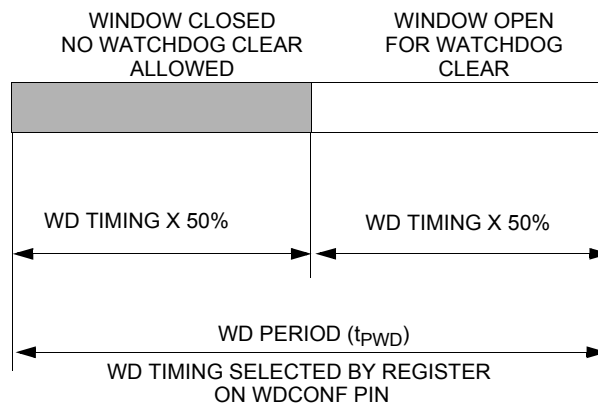 WINDOW CLOSED
NO WATCHDOG CLEAR
ALLOWED
WINDOW OPEN
FOR WATCHDOG
CLEAR
WD TIMING X 50%
WD TIMING X 50%
WD PERIOD (tPWD)
WD TIMING SELECTED BY REGISTER
ON WDCONF PIN